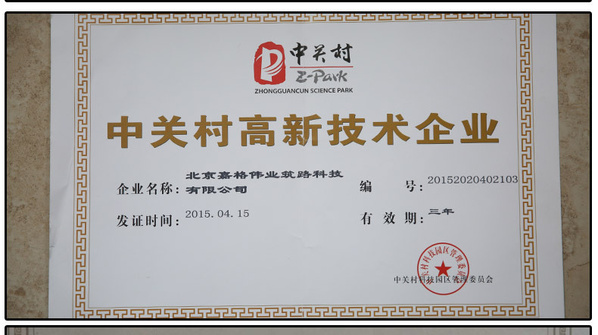 中关村
Z-Park
ZHONGGUANCUN SCIENCE PARK
中关村高新技术企业
企业名称：北京嘉格伟业筑路科技
有限公司
编 号：20152020402103
发证时间：2015.04.15
有 效 期：三年
中关村科技园区管理委员会